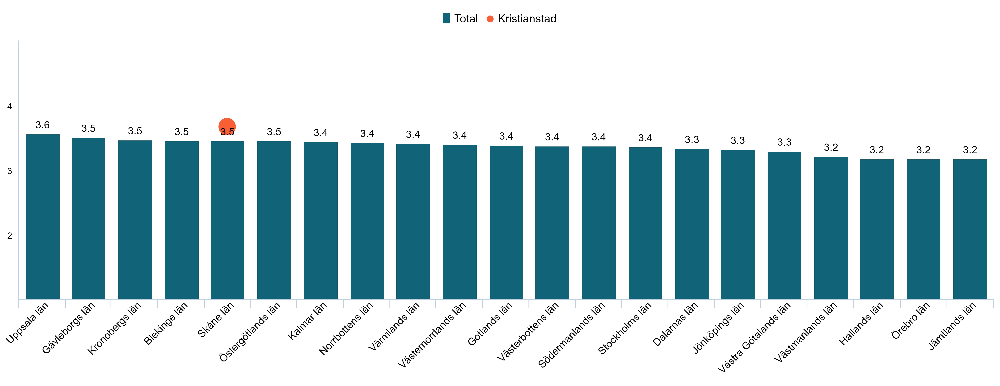 Total Kristianstad
4
3
2
3.6 3.5 3.5 3.5 3.5 3.5 3.4 3.4 3.4 3.4 3.4 3.4 3.4 3.4 3.3 3.3 3.3 3.2 3.2 3.2 3.2
Uppsala län
Gävleborgs län
Kronobergs län
Blekinge län
Skåne län
Östergötlands län
Kalmar län
Norrbottens län
Värmlands län
Västernorrlands län
Gotlands län
Västerbottens län
Södermanlands län
Stockholms län
Dalarnas län
Jönköpings län
Västra Götalands län
Västmanlands län
Hallands län
Örebro län
Jämtlands län